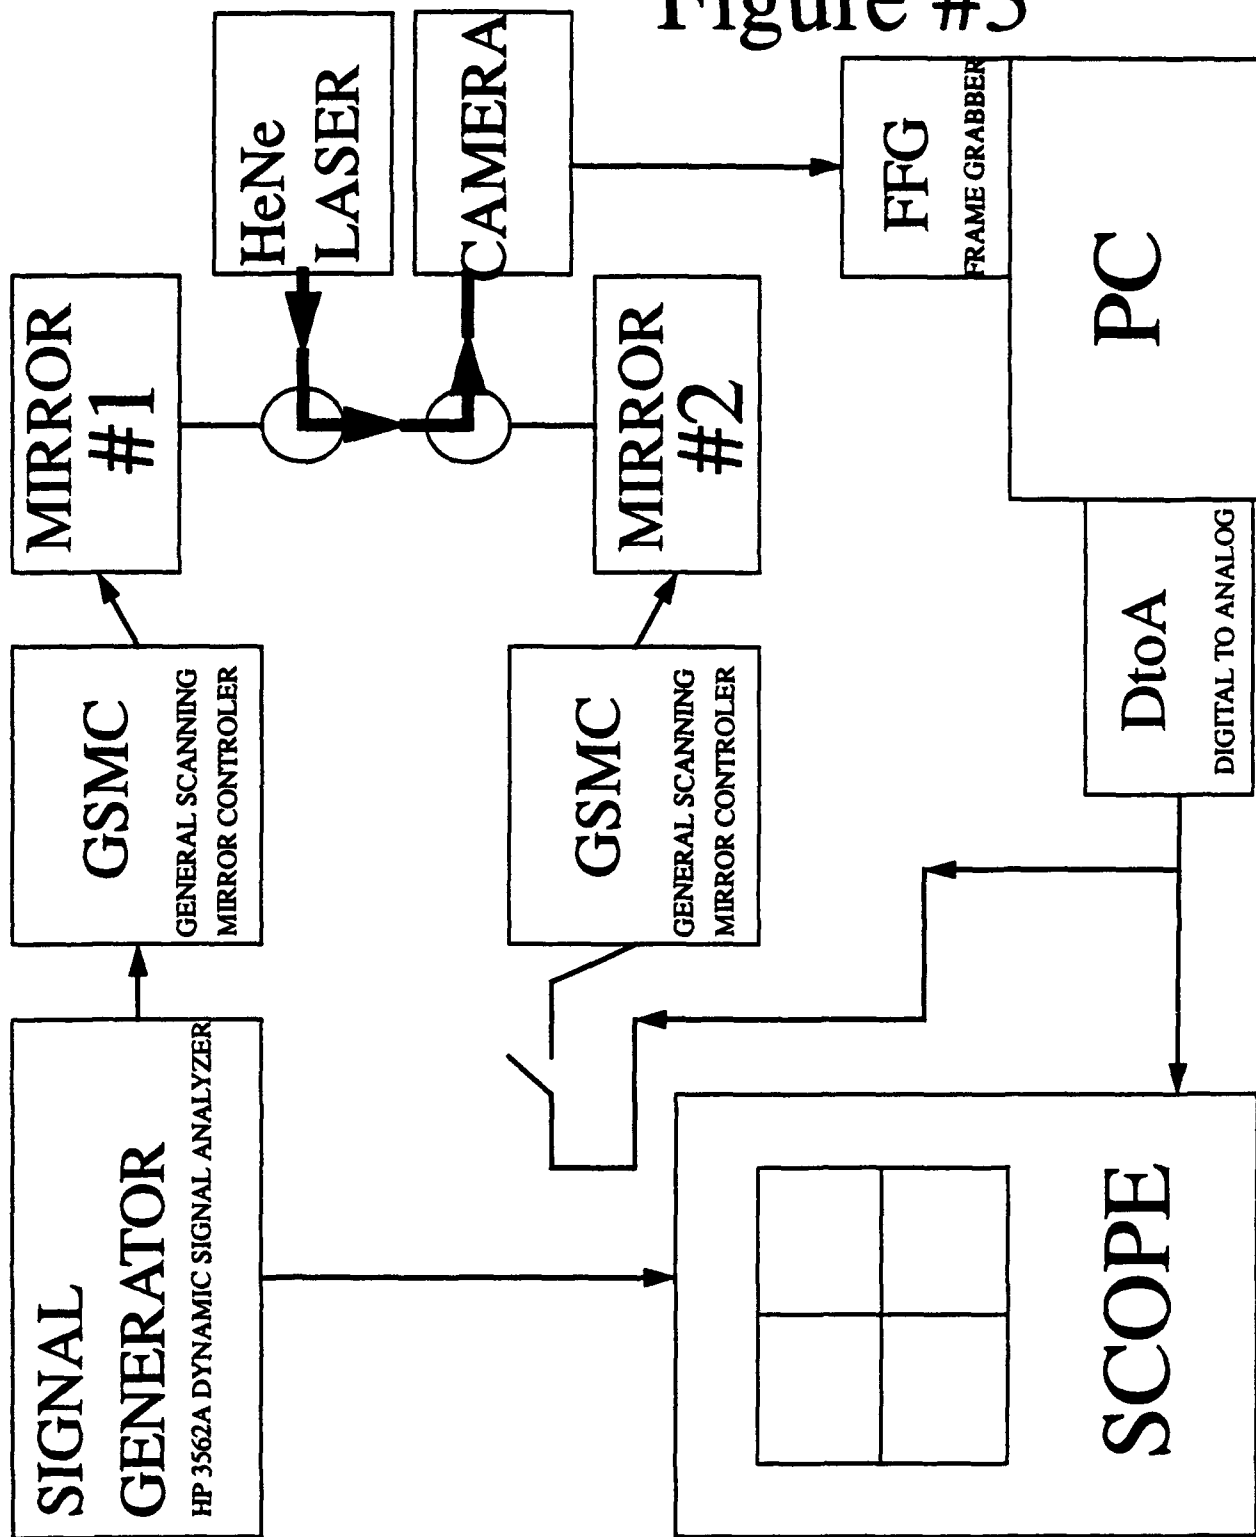 Figure #3
SIGNAL
GENERATOR
HP 3562A DYNAMIC SIGNAL ANALYZER
GSMC
GENERAL SCANNING
MIRROR CONTROLER
MIRROR
#1
HeNe
LASER
CAMERA
GSMC
GENERAL SCANNING
MIRROR CONTROLER
MIRROR
#2
FFG
FRAME GRABBER
PC
DtoA
DIGITAL TO ANALOG
SCOPE